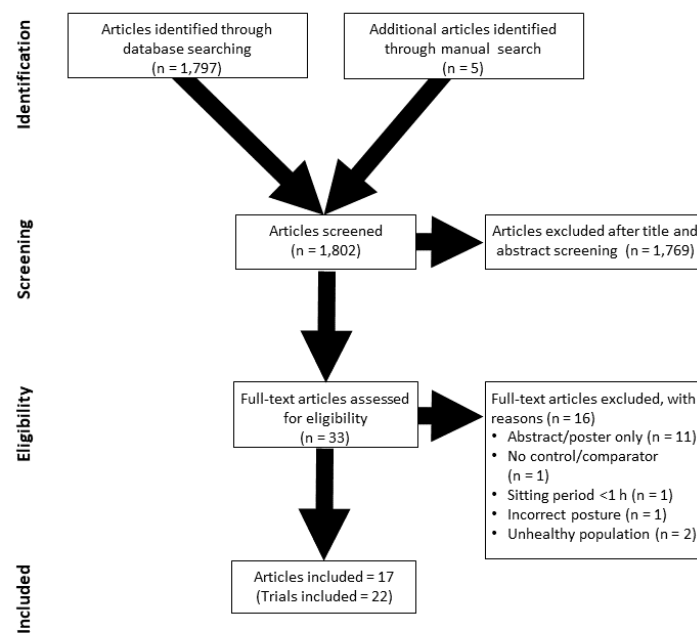 Identification
Articles identified through
database searching
(n = 1,797)
Additional articles identified
through manual search
(n = 5)
Screening
Articles screened
(n = 1,802)
Articles excluded after title and
abstract screening (n = 1,769)
Eligibility
Full-text articles assessed
for eligibility
(n = 33)
Full-text articles excluded, with
reasons (n = 16)
• Abstract/poster only (n = 11)
• No control/comparator
(n = 1)
• Sitting period <1 h (n = 1)
• Incorrect posture (n = 1)
• Unhealthy population (n = 2)
Included
Articles included = 17
(Trials included = 22)